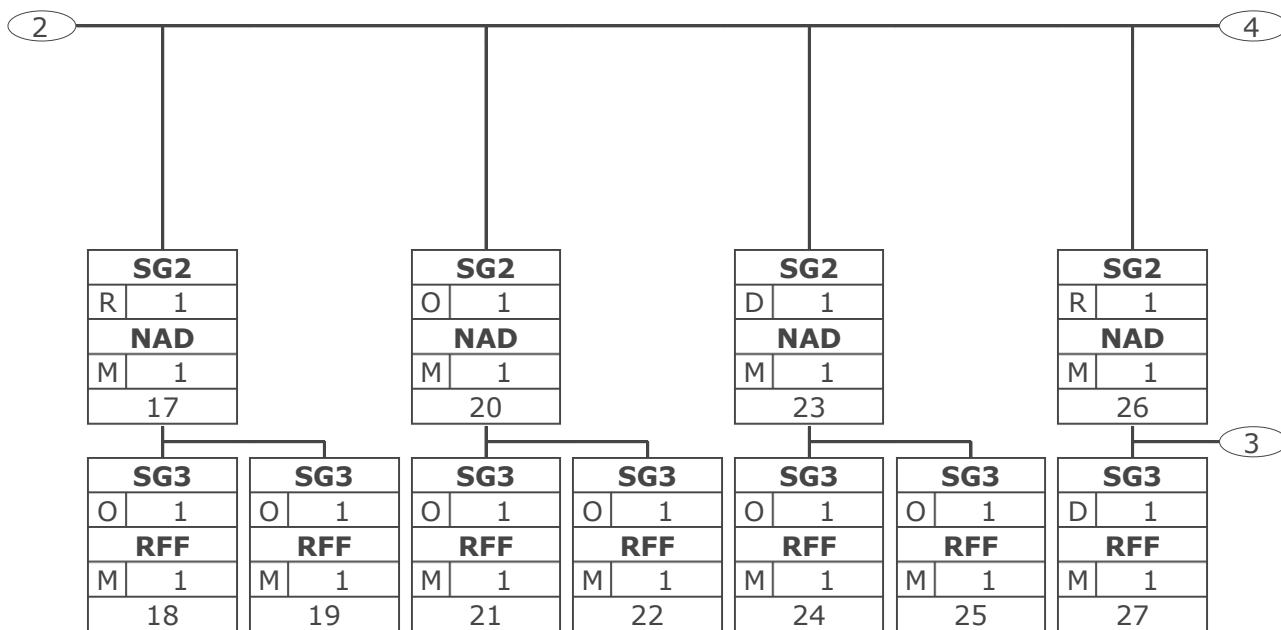 2 4
SG2 SG2 SG2 SG2
R 1 O 1 D 1 R 1
NAD NAD NAD NAD
M 1 M 1 M 1 M 1
17 20 23 26
3
SG3 SG3 SG3 SG3 SG3 SG3 SG3
O 1 O 1 O 1 O 1 O 1 O 1 D 1
RFF RFF RFF RFF RFF RFF RFF
M 1 M 1 M 1 M 1 M 1 M 1 M 1
18 19 21 22 24 25 27